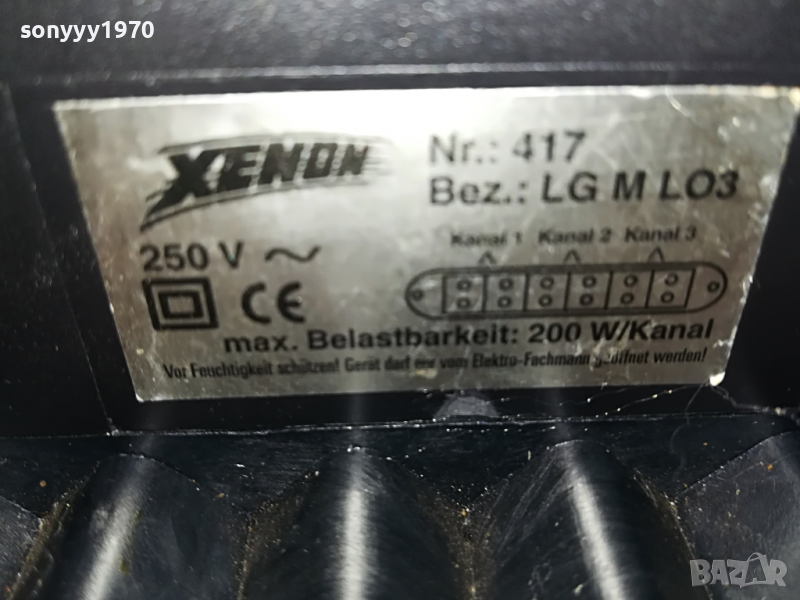 sonyyy1970
XENON
Nr.: 417
Bez.: LG M LO3
250 V ~
Kanal 1 Kanal 2 Kanal 3
CE
max. Belastbarkeit: 200 W/Kanal
Vor Feuchtigkeit schützen! Gerät darf nur vom Elektro-Fachmann geöffnet werden!
BAZAR